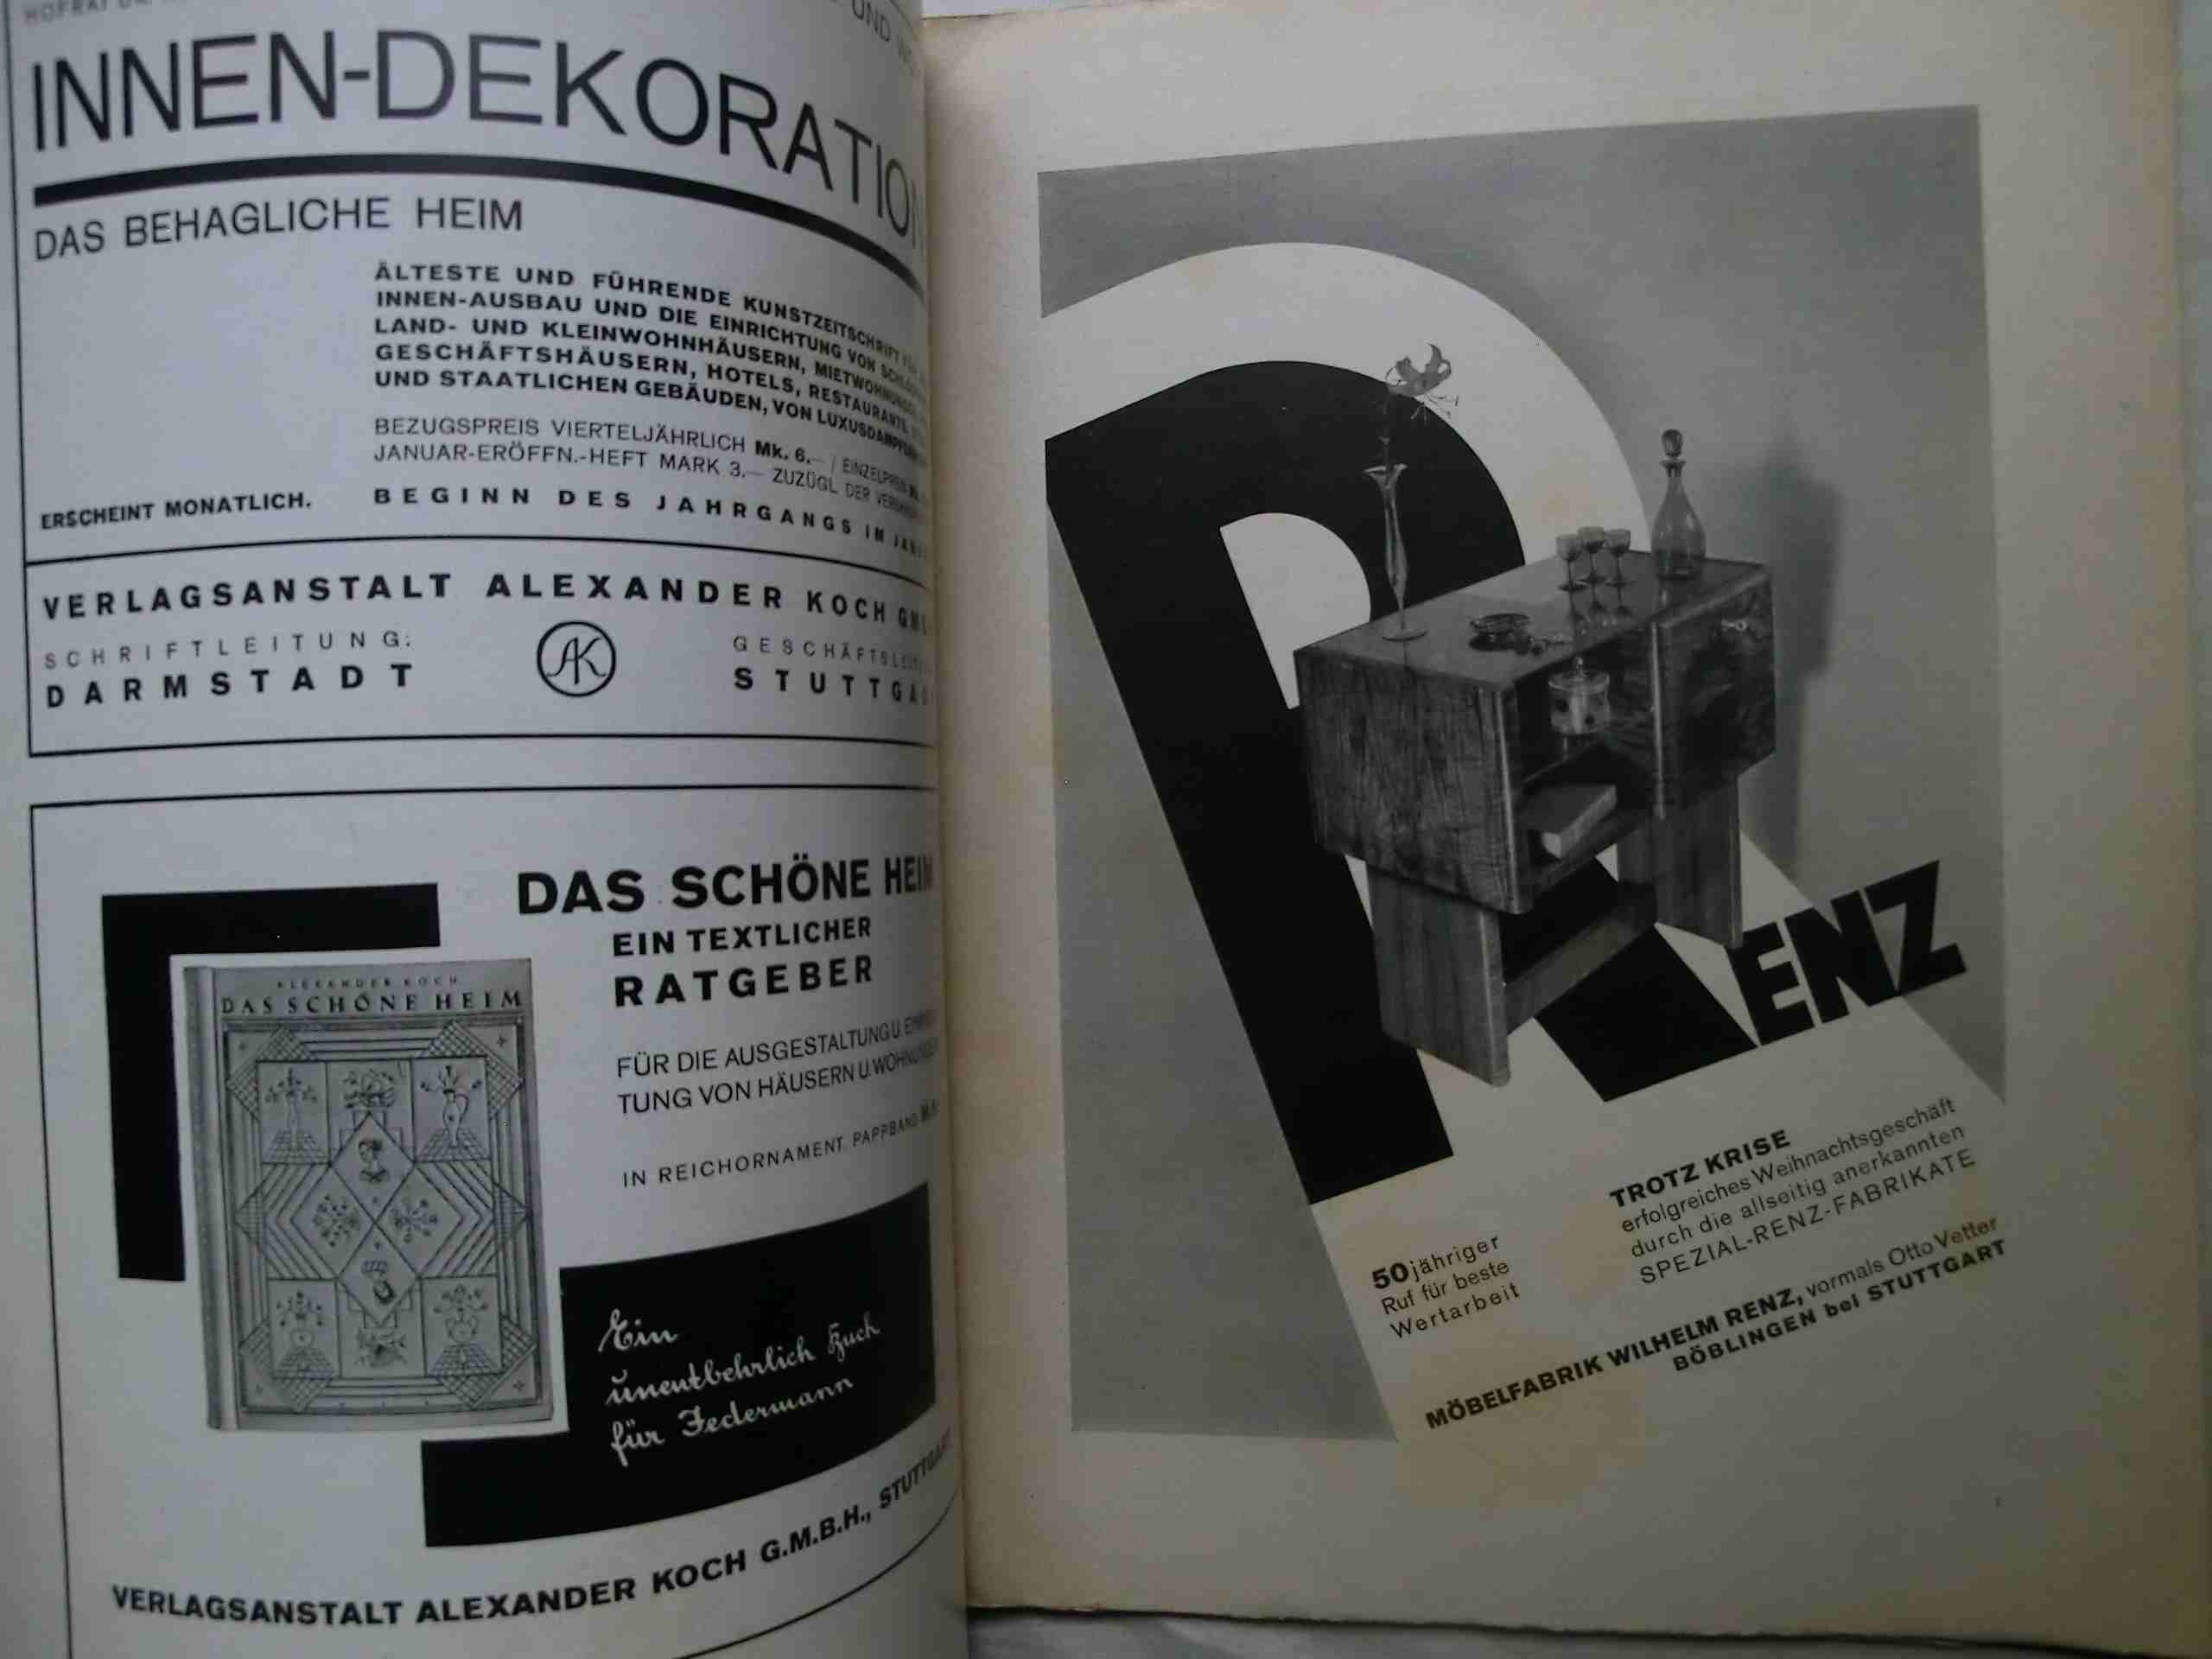 INNEN-DEKORATION
DAS BEHAGLICHE HEIM
ÄLTESTE UND FÜHRENDE KUNSTZEITSCHRIFT
INNEN-AUSBAU UND DIE EINRICHTUNG VON
LAND- UND KLEINWOHNHÄUSERN, MIETWOHNUNGEN
GESCHÄFTSHÄUSERN, HOTELS, RESTAURANTS
UND STAATLICHEN GEBÄUDEN, VON LUXUSDAMPFERN
BEZUGSPREIS VIERTELJÄHRLICH Mk. 6.— / EINZELPREIS
JANUAR-ERÖFFN.-HEFT MARK 3.— ZUZÜGL DER
ERSCHEINT MONATLICH.
BEGINN DES JAHRGANGS IM
VERLAGSANSTALT ALEXANDER KOCH
SCHRIFTLEITUNG:
DARMSTADT
AK
DAS SCHÖNE HEIM
EIN TEXTLICHER
RATGEBER
ALEXANDER KOCH
DAS SCHÖNE HEIM
FÜR DIE AUSGESTALTUNG U.
TUNG VON HÄUSERN U.
IN REICHORNAMENT. PAPPBAND
Ein
unentbehrlich Buch
für Jedermann
VERLAGSANSTALT ALEXANDER KOCH G.M.B.H., STUTTGART
RENZ
TROTZ KRISE
erfolgreiches Weihnachtsgeschäft
durch die allseitig anerkannten
SPEZIAL-RENZ-FABRIKATE
50jähriger
Ruf für beste
Wertarbeit
MÖBELFABRIK WILHELM RENZ, vormals Otto Vetter
BÖBLINGEN bei STUTTGART